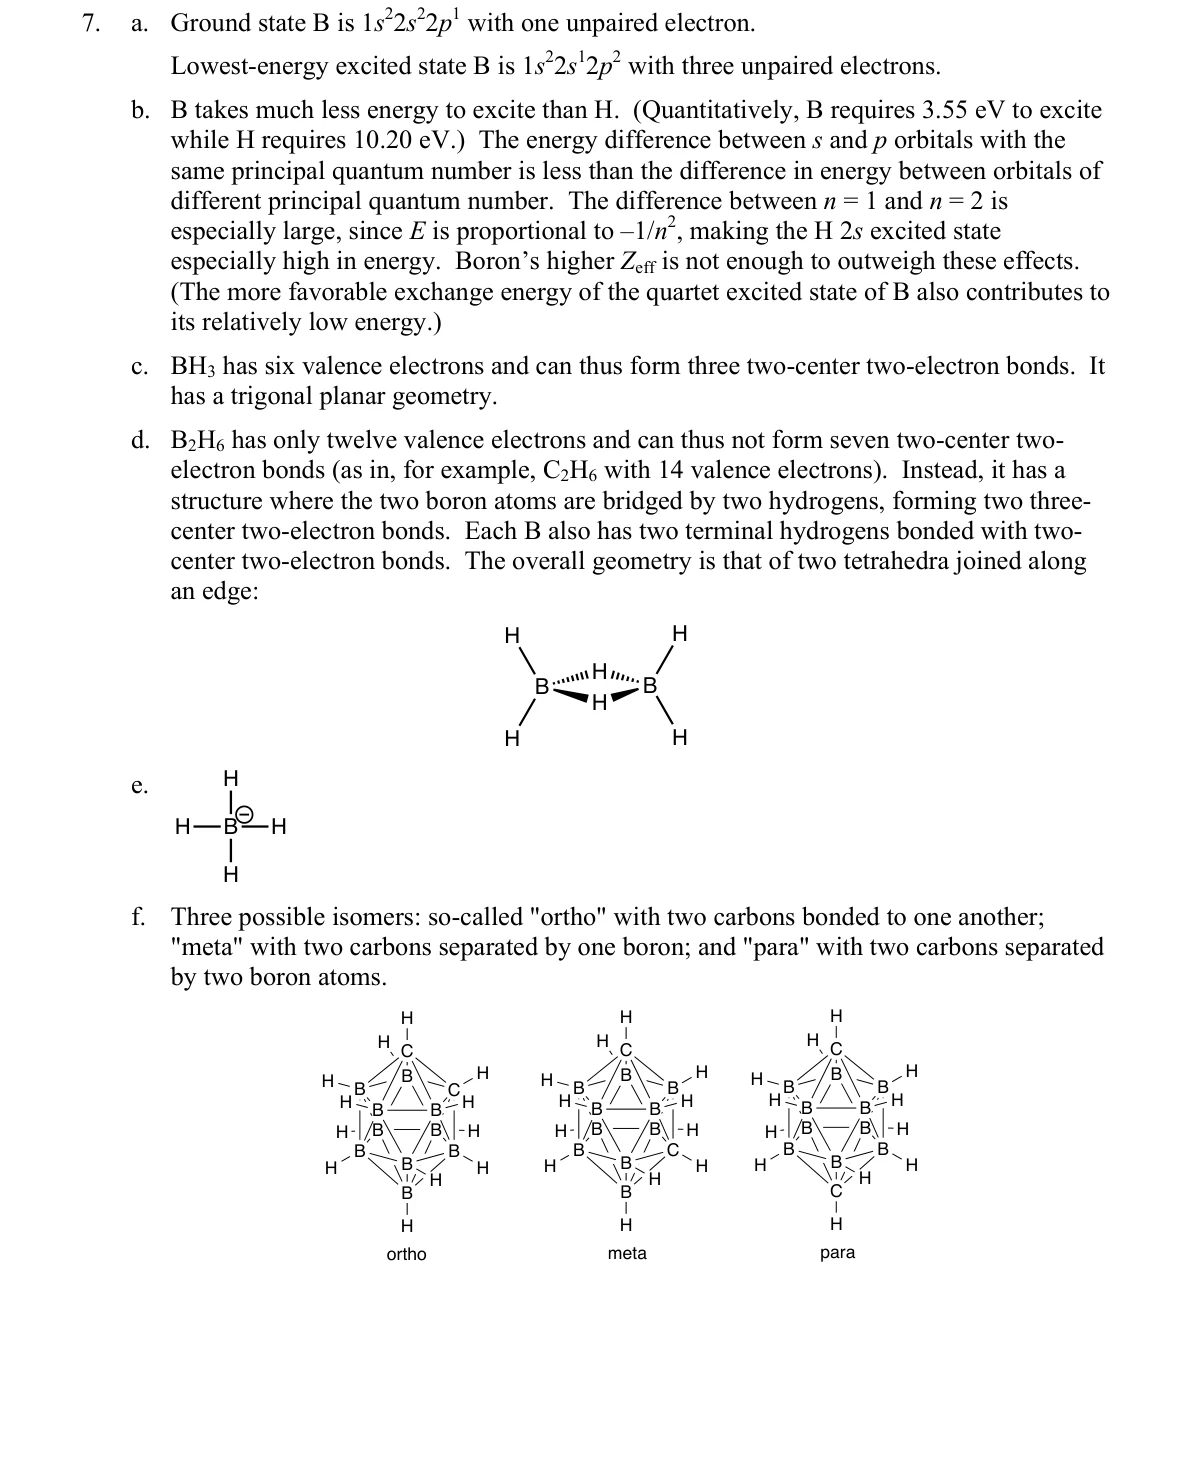 7. a. Ground state B is 1s²2s²2p¹ with one unpaired electron.
Lowest-energy excited state B is 1s²2s¹2p² with three unpaired electrons.
b. B takes much less energy to excite than H. (Quantitatively, B requires 3.55 eV to excite
while H requires 10.20 eV.) The energy difference between s and p orbitals with the
same principal quantum number is less than the difference in energy between orbitals of
different principal quantum number. The difference between n = 1 and n = 2 is
especially large, since E is proportional to –1/n², making the H 2s excited state
especially high in energy. Boron’s higher Zeff is not enough to outweigh these effects.
(The more favorable exchange energy of the quartet excited state of B also contributes to
its relatively low energy.)
c. BH₃ has six valence electrons and can thus form three two-center two-electron bonds. It
has a trigonal planar geometry.
d. B₂H₆ has only twelve valence electrons and can thus not form seven two-center two-
electron bonds (as in, for example, C₂H₆ with 14 valence electrons). Instead, it has a
structure where the two boron atoms are bridged by two hydrogens, forming two three-
center two-electron bonds. Each B also has two terminal hydrogens bonded with two-
center two-electron bonds. The overall geometry is that of two tetrahedra joined along
an edge:
H H
H
B B
H
H H
e.
H
H B ⊖ H
H
f. Three possible isomers: so-called "ortho" with two carbons bonded to one another;
"meta" with two carbons separated by one boron; and "para" with two carbons separated
by two boron atoms.
H H H
H C H C H C
B H B H B H
H B C H B B H B B
H B B H H B B H H B B H
H B B H H B B H H B B H
B B B C B B
H B H H B H H B H
H H H
B B C
H H H
ortho meta para